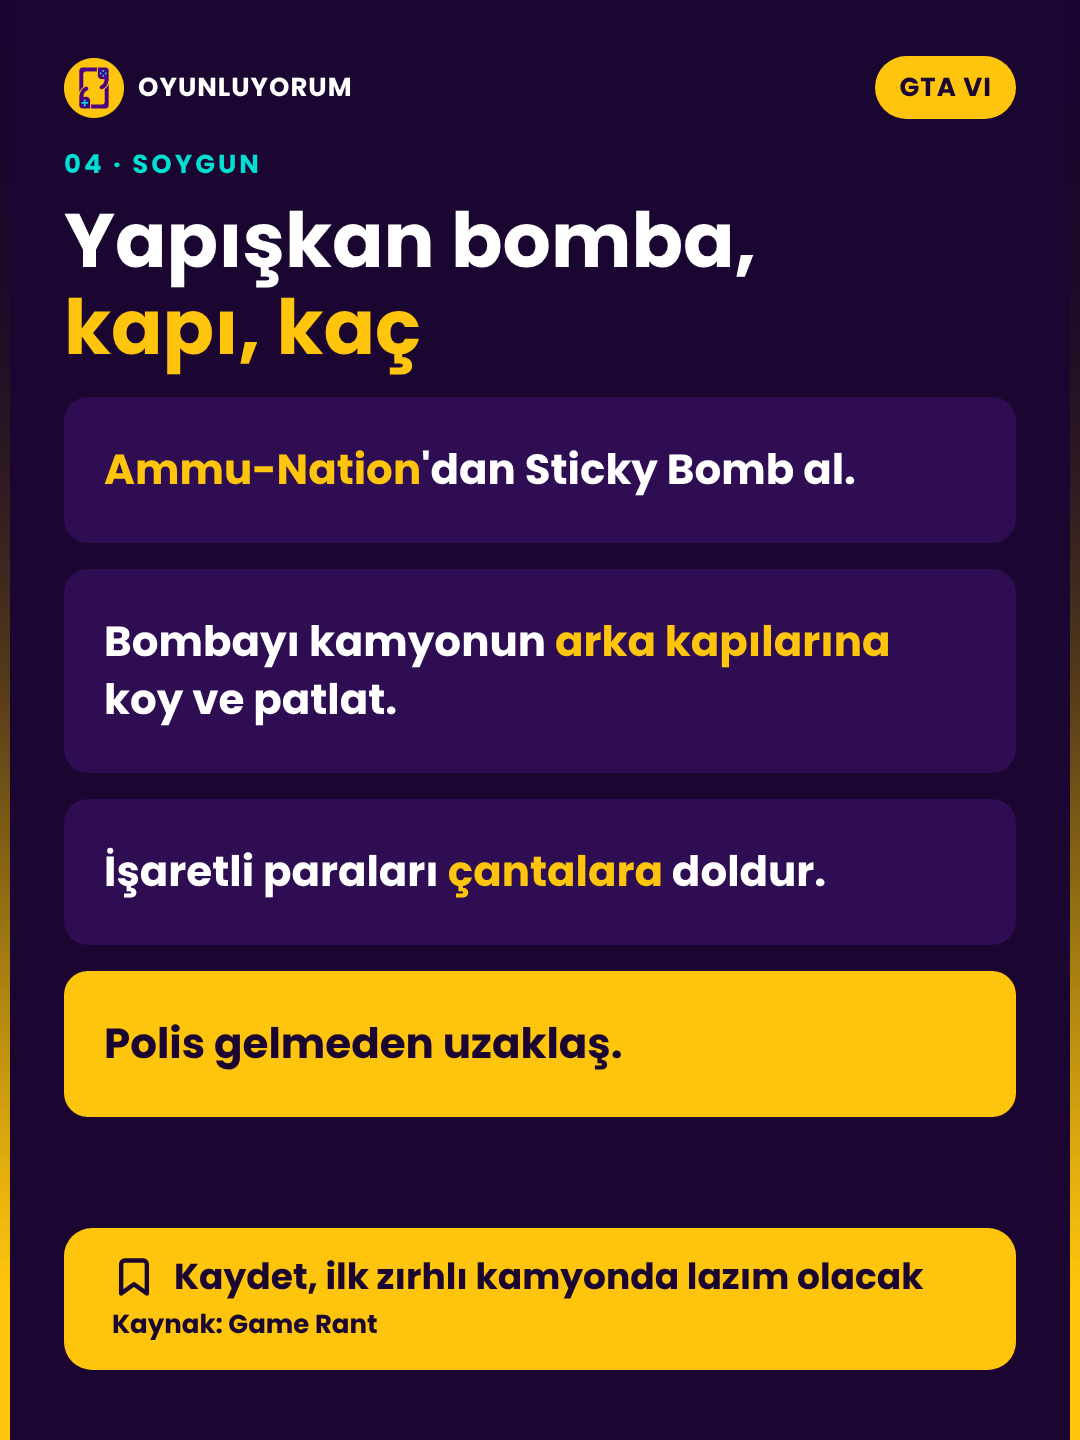 OYUNLUYORUM
GTA VI
04 · SOYGUN
Yapışkan bomba,
kapı, kaç
Ammu-Nation'dan Sticky Bomb al.
Bombayı kamyonun arka kapılarına
koy ve patlat.
İşaretli paraları çantalara doldur.
Polis gelmeden uzaklaş.
Kaydet, ilk zırhlı kamyonda lazım olacak
Kaynak: Game Rant